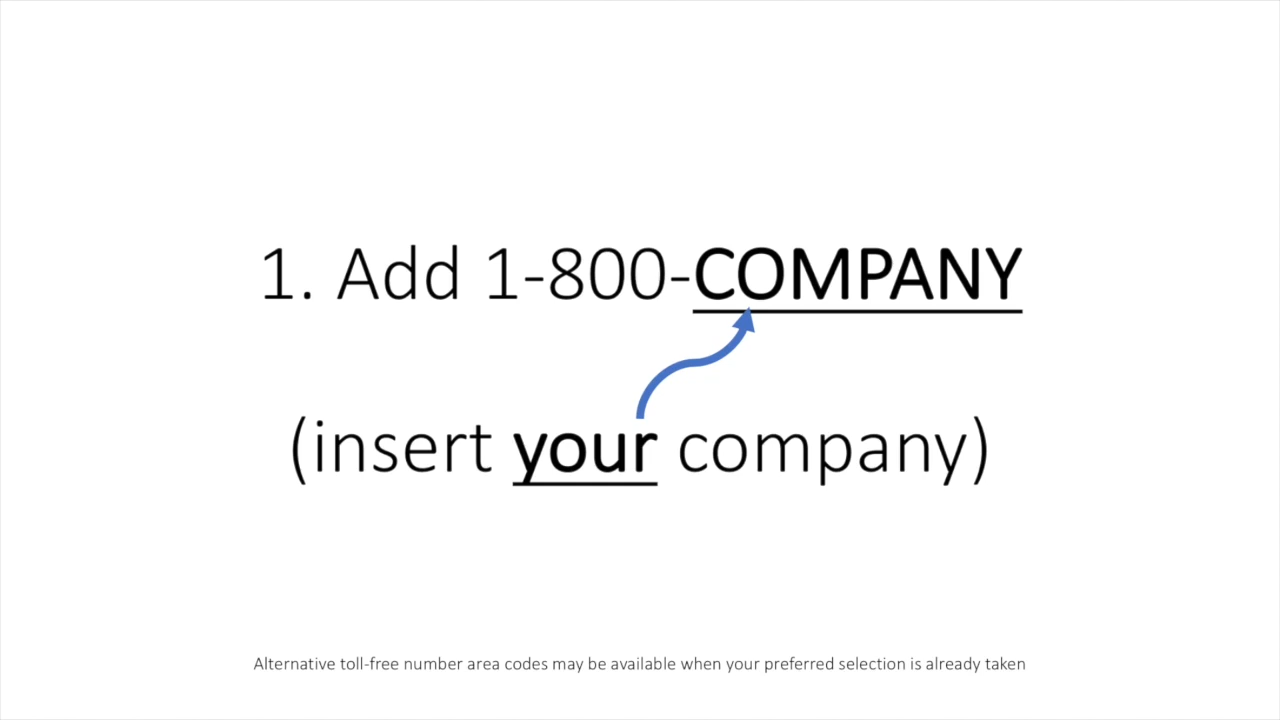 1. Add 1-800-COMPANY
(insert your company)
Alternative toll-free number area codes may be available when your preferred selection is already taken